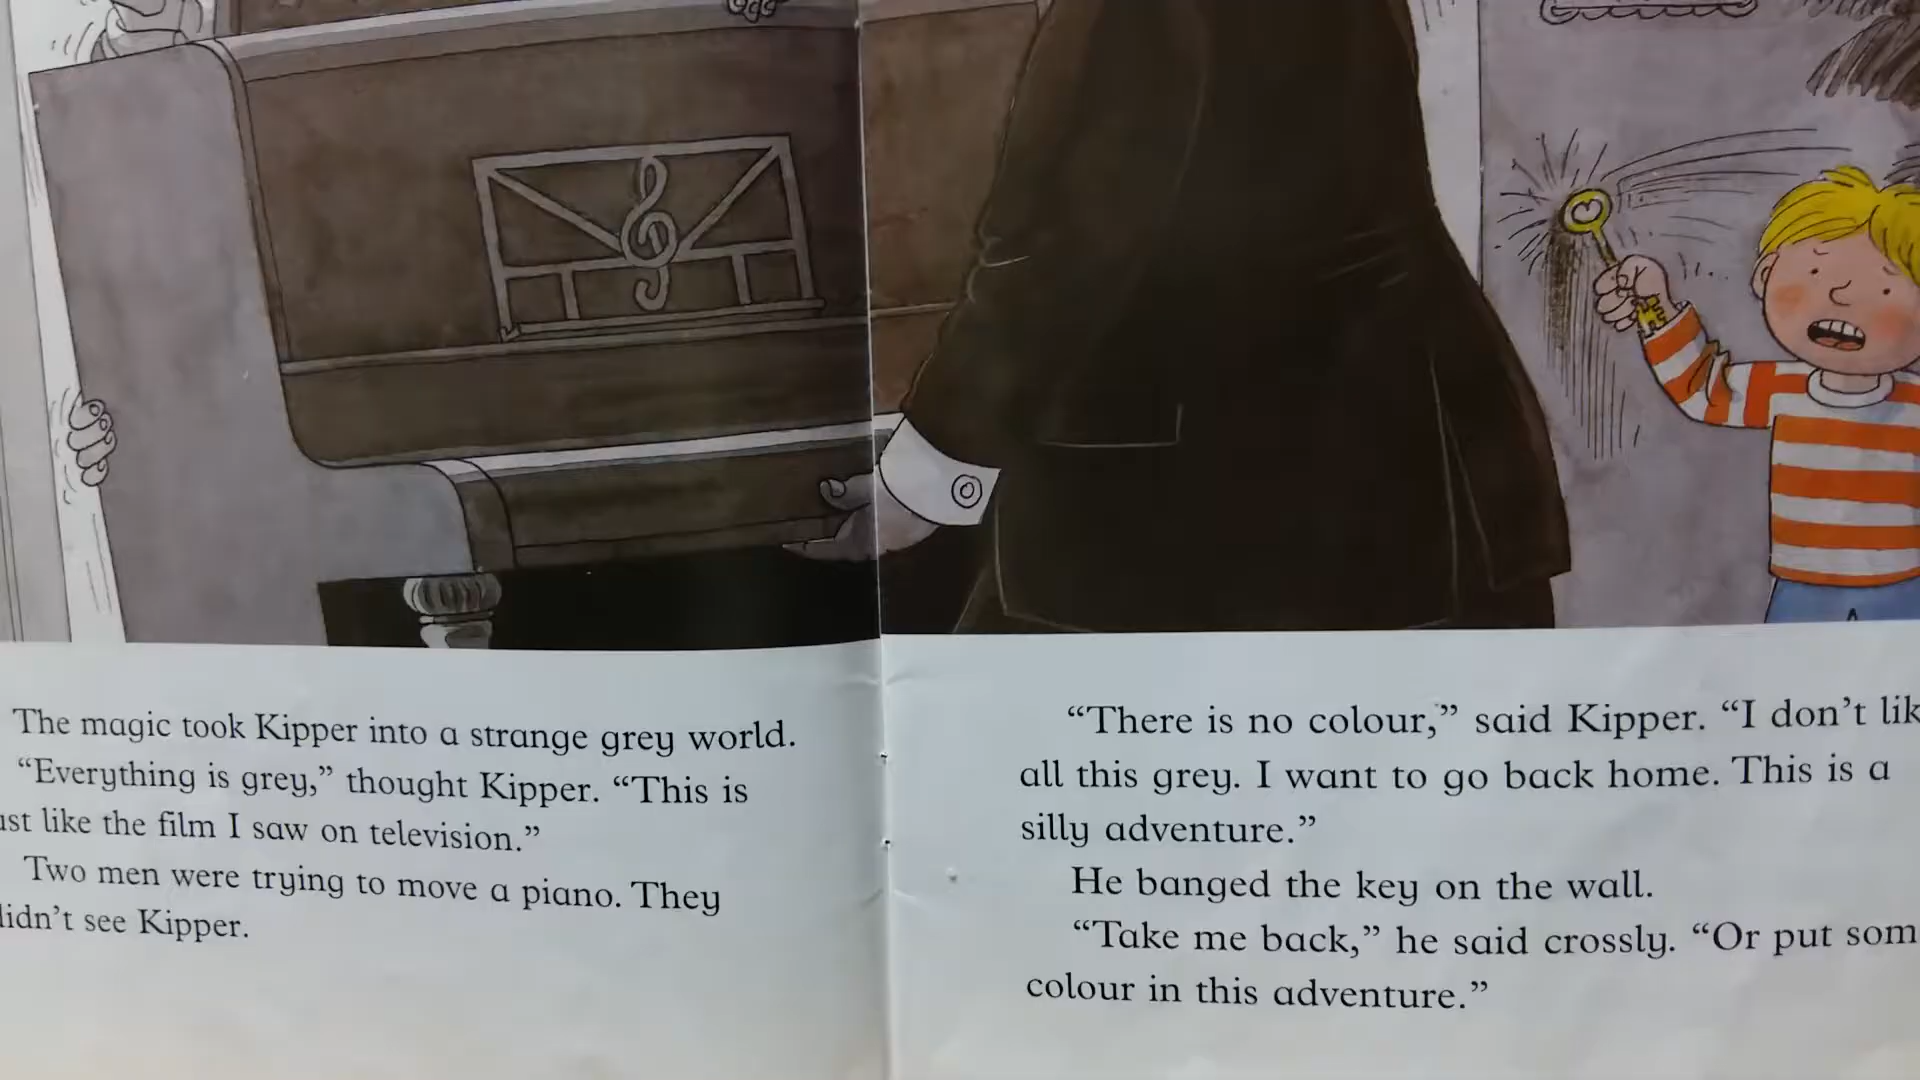 The magic took Kipper into a strange grey world.
“Everything is grey,” thought Kipper. “This is
ust like the film I saw on television.”
Two men were trying to move a piano. They
idn’t see Kipper.
“There is no colour,” said Kipper. “I don’t lik
all this grey. I want to go back home. This is a
silly adventure.”
He banged the key on the wall.
“Take me back,” he said crossly. “Or put som
colour in this adventure.”